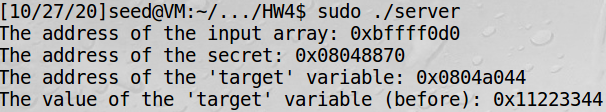 [10/27/20]seed@VM:~/.../HW4$ sudo ./server
The address of the input array: 0xbffff0d0
The address of the secret: 0x08048870
The address of the 'target' variable: 0x0804a044
The value of the 'target' variable (before): 0x11223344